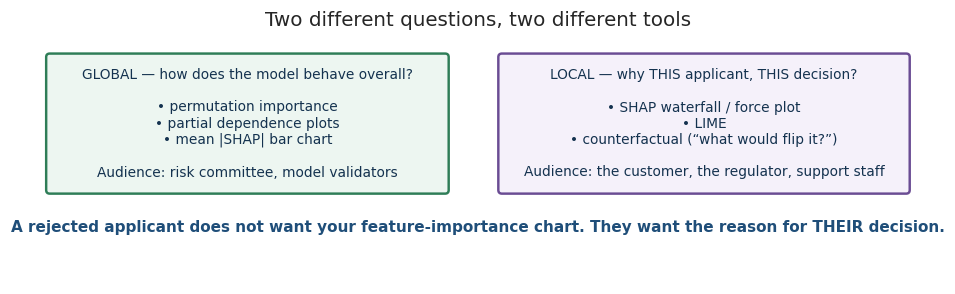 Two different questions, two different tools
GLOBAL — how does the model behave overall?
• permutation importance
• partial dependence plots
• mean |SHAP| bar chart
Audience: risk committee, model validators
LOCAL — why THIS applicant, THIS decision?
• SHAP waterfall / force plot
• LIME
• counterfactual (“what would flip it?”)
Audience: the customer, the regulator, support staff
A rejected applicant does not want your feature-importance chart. They want the reason for THEIR decision.